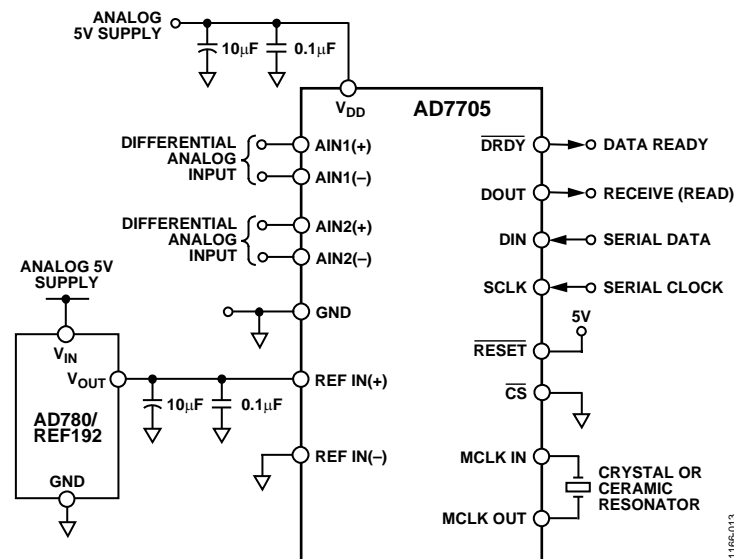 ANALOG
5V SUPPLY
10µF
0.1µF
VDD
AD7705
DIFFERENTIAL
ANALOG
INPUT
AIN1(+)
AIN1(–)
DRDY
DATA READY
DOUT
RECEIVE (READ)
DIFFERENTIAL
ANALOG
INPUT
AIN2(+)
AIN2(–)
DIN
SERIAL DATA
SCLK
SERIAL CLOCK
ANALOG 5V
SUPPLY
GND
5V
RESET
VIN
VOUT
AD780/
REF192
GND
10µF
0.1µF
REF IN(+)
CS
REF IN(–)
MCLK IN
MCLK OUT
CRYSTAL OR
CERAMIC
RESONATOR